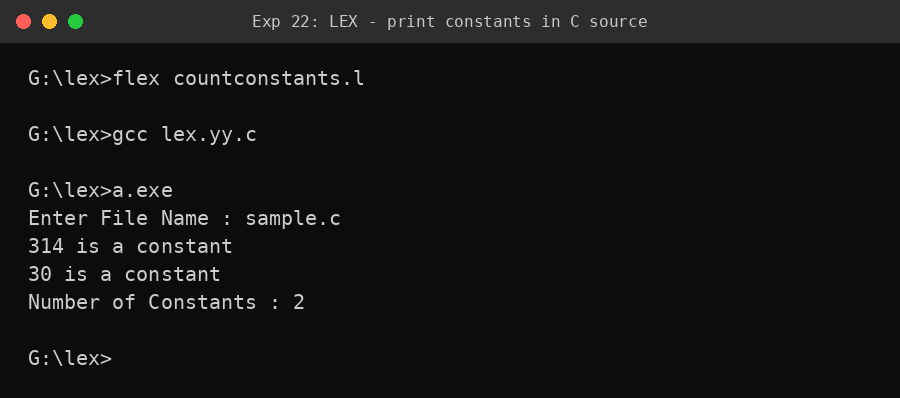 Exp 22: LEX - print constants in C source
G:\lex>flex countconstants.l
G:\lex>gcc lex.yy.c
G:\lex>a.exe
Enter File Name : sample.c
314 is a constant
30 is a constant
Number of Constants : 2
G:\lex>